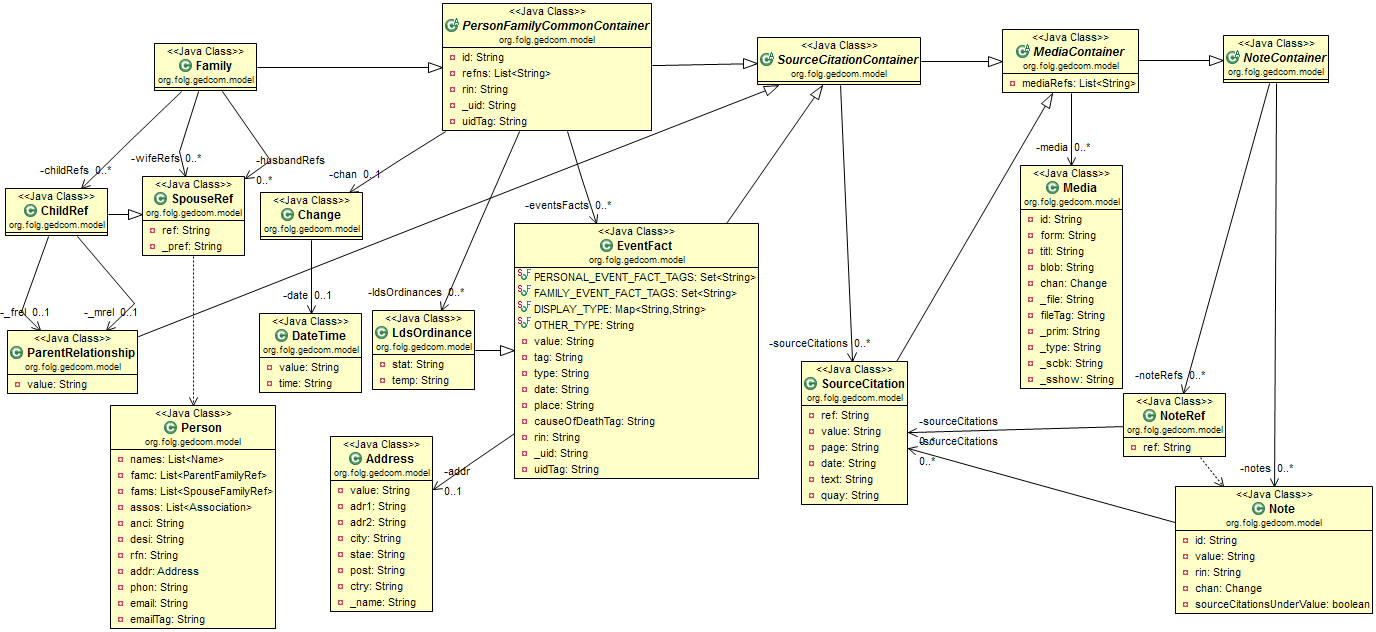 <<Java Class>>
PersonFamilyCommonContainer
org.folg.gedcom.model
id: String
refns: List<String>
rin: String
_uid: String
uidTag: String
<<Java Class>>
Family
org.folg.gedcom.model
<<Java Class>>
SourceCitationContainer
org.folg.gedcom.model
<<Java Class>>
MediaContainer
org.folg.gedcom.model
mediaRefs: List<String>
<<Java Class>>
NoteContainer
org.folg.gedcom.model
-childRefs 0..*
-wifeRefs 0..*
-husbandRefs
0..*
-chan 0..1
-media 0..*
<<Java Class>>
ChildRef
org.folg.gedcom.model
<<Java Class>>
SpouseRef
org.folg.gedcom.model
ref: String
_pref: String
<<Java Class>>
Change
org.folg.gedcom.model
-eventsFacts 0..*
<<Java Class>>
Media
org.folg.gedcom.model
id: String
form: String
titl: String
blob: String
chan: Change
_file: String
fileTag: String
_prim: String
_type: String
_scbk: String
_sshow: String
<<Java Class>>
EventFact
org.folg.gedcom.model
PERSONAL_EVENT_FACT_TAGS: Set<String>
FAMILY_EVENT_FACT_TAGS: Set<String>
DISPLAY_TYPE: Map<String,String>
OTHER_TYPE: String
value: String
tag: String
type: String
date: String
place: String
causeOfDeathTag: String
rin: String
_uid: String
uidTag: String
-_frel 0..1
-_mrel 0..1
-date 0..1
-ldsOrdinances 0..*
<<Java Class>>
ParentRelationship
org.folg.gedcom.model
value: String
<<Java Class>>
DateTime
org.folg.gedcom.model
value: String
time: String
<<Java Class>>
LdsOrdinance
org.folg.gedcom.model
stat: String
temp: String
-sourceCitations 0..*
<<Java Class>>
SourceCitation
org.folg.gedcom.model
ref: String
value: String
page: String
date: String
text: String
quay: String
-noteRefs 0..*
<<Java Class>>
NoteRef
org.folg.gedcom.model
ref: String
-sourceCitations
0..*
-sourceCitations
0..*
<<Java Class>>
Person
org.folg.gedcom.model
names: List<Name>
famc: List<ParentFamilyRef>
fams: List<SpouseFamilyRef>
assos: List<Association>
anci: String
desi: String
rfn: String
addr: Address
phon: String
email: String
emailTag: String
<<Java Class>>
Address
org.folg.gedcom.model
value: String
adr1: String
adr2: String
city: String
stae: String
post: String
ctry: String
_name: String
-addr
0..1
-notes 0..*
<<Java Class>>
Note
org.folg.gedcom.model
id: String
value: String
rin: String
chan: Change
sourceCitationsUnderValue: boolean